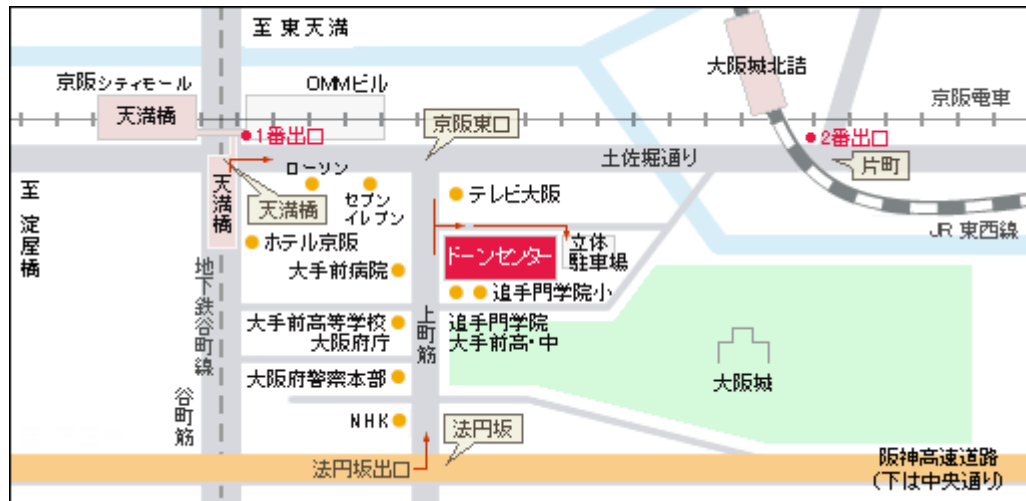 至 東天満
京阪シティモール
OMMビル
大阪城北詰
天満橋
京阪電車
1番出口
京阪東口
2番出口
土佐堀通り
片町
ローソン
至 淀屋橋
天満橋
天満橋
セブン
イレブン
テレビ大阪
ホテル京阪
ドーンセンター
立体
駐車場
JR 東西線
大手前病院
追手門学院小
地下鉄谷町線
大手前高等学校
大阪府庁
上町筋
追手門学院
大手前高・中
大阪府警察本部
大阪城
谷町筋
NHK
法円坂
法円坂出口
阪神高速道路
(下は中央通り)